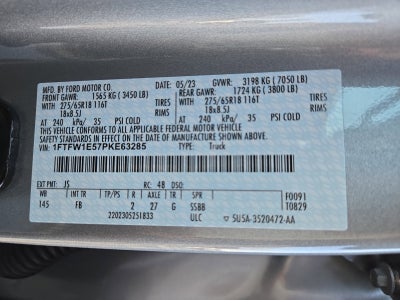 MFD. BY FORD MOTOR CO.
05/23 GVWR: 3198 KG (7050 LB)
FRONT GAWR: 1565 KG (3450 LB) REAR GAWR: 1724 KG (3800 LB)
275/65R18 116T TIRES 275/65R18 116T TIRES
18x8.5J RIMS 18x8.5J RIMS
AT 240 kPa/ 35 PSI COLD AT 240 kPa/ 35 PSI COLD
THIS VEHICLE CONFORMS TO ALL APPLICABLE FEDERAL MOTOR VEHICLE
SAFETY STANDARDS IN EFFECT ON THE DATE OF MANUFACTURE SHOWN ABOVE.
VIN: 1FTFW1E57PKE63285 TYPE: Truck
EXT PNT: JS RC: 48 DSO:
WB INT TR TP/PS R AXLE TR SPR F0091
145 FB 2 27 G SSBB T0829
2202305251833 ULC 5U5A-3520472-AA